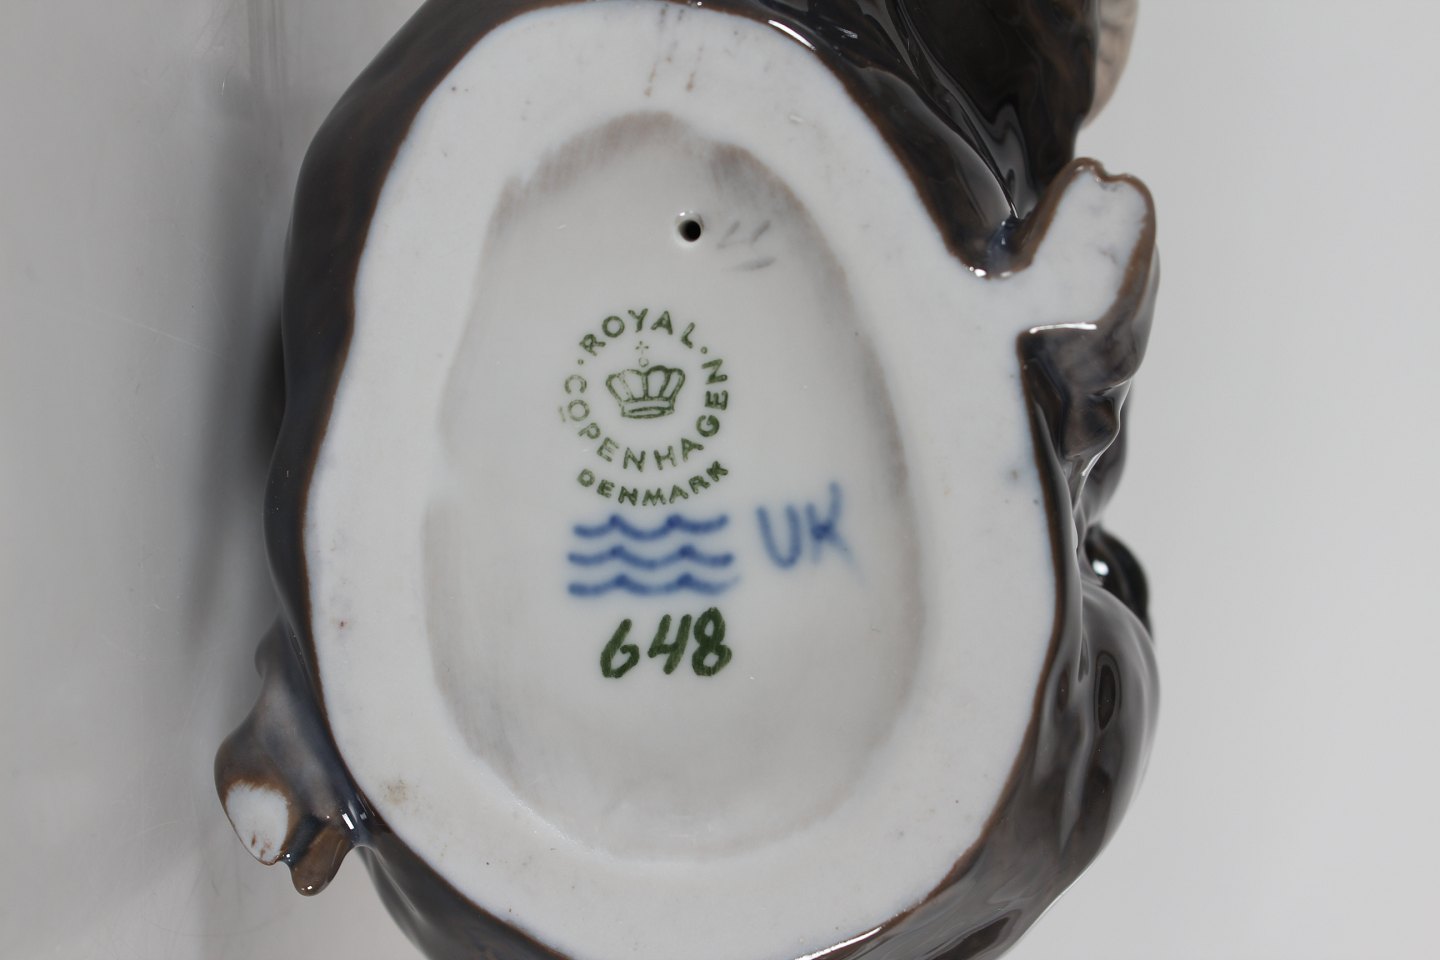 ROYAL
COPENHAGEN
DENMARK
UK
648